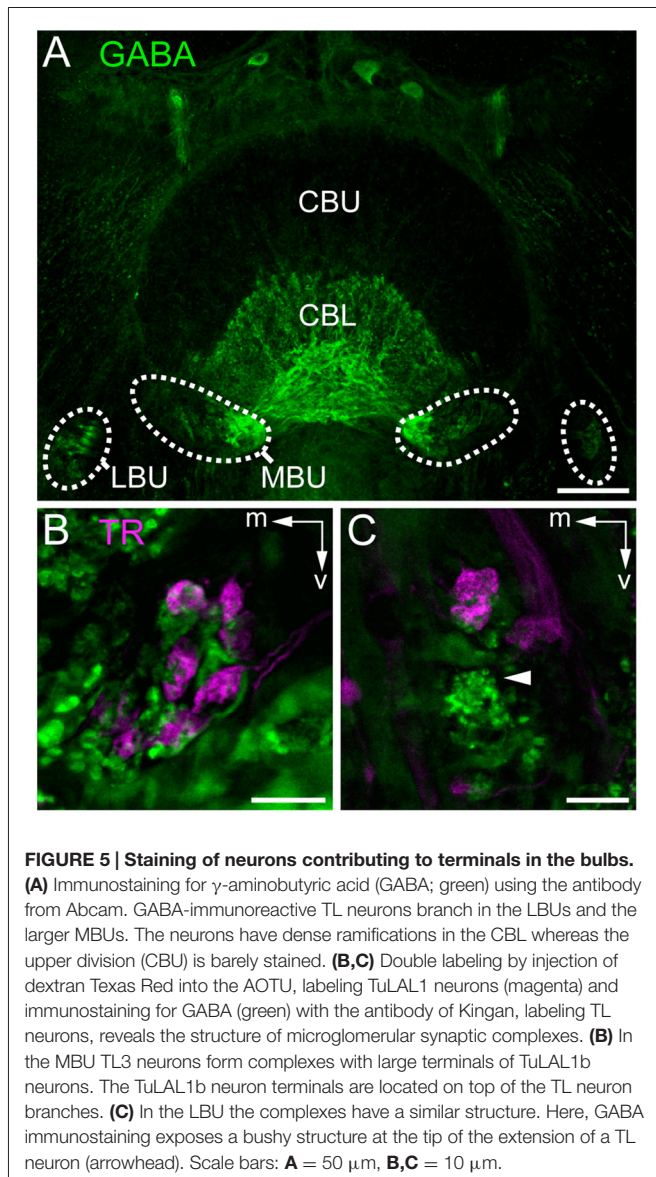 A GABA
CBU
CBL
LBU
MBU
B TR
m
v
C
m
v
FIGURE 5 | Staining of neurons contributing to terminals in the bulbs.
(A) Immunostaining for γ-aminobutyric acid (GABA; green) using the antibody
from Abcam. GABA-immunoreactive TL neurons branch in the LBUs and the
larger MBUs. The neurons have dense ramifications in the CBL whereas the
upper division (CBU) is barely stained. (B,C) Double labeling by injection of
dextran Texas Red into the AOTU, labeling TuLAL1 neurons (magenta) and
immunostaining for GABA (green) with the antibody of Kingan, labeling TL
neurons, reveals the structure of microglomerular synaptic complexes. (B) In
the MBU TL3 neurons form complexes with large terminals of TuLAL1b
neurons. The TuLAL1b neuron terminals are located on top of the TL neuron
branches. (C) In the LBU the complexes have a similar structure. Here, GABA
immunostaining exposes a bushy structure at the tip of the extension of a TL
neuron (arrowhead). Scale bars: A = 50 μm, B,C = 10 μm.